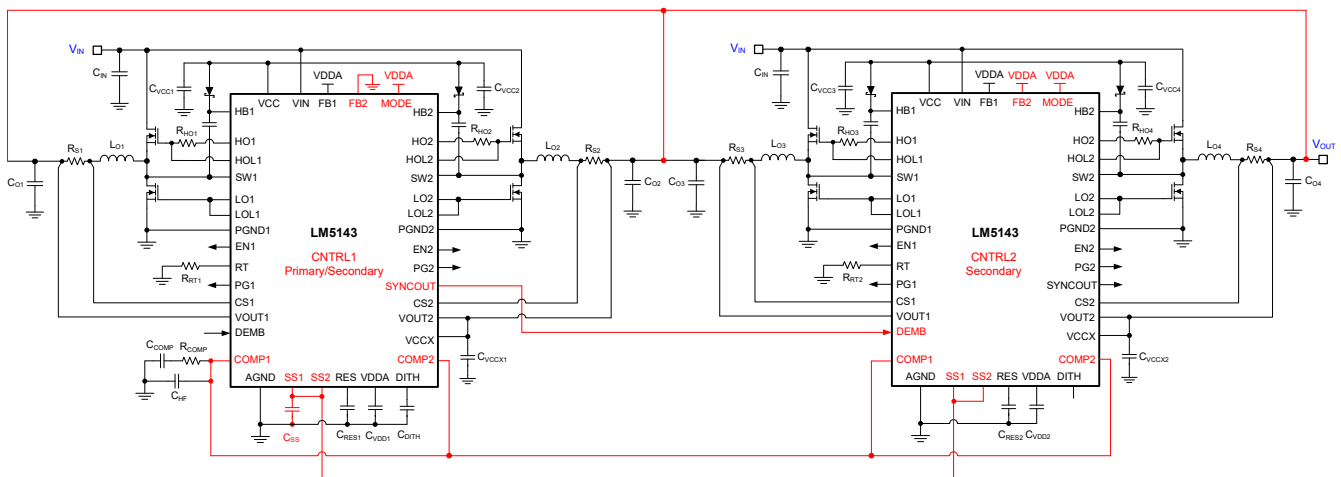 VIN
VIN
CIN
CVCC1
VDDA
VDDA
CVCC2
VCC
VIN
FB1
FB2
MODE
HB1
HB2
RHO1
HO1
HO2
RHO2
HOL1
HOL2
SW1
SW2
RS1
LO1
LO2
RS2
CO1
CO2
LO1
LO2
LOL1
LOL2
PGND1
PGND2
LM5143
CNTRL1
Primary/Secondary
EN1
EN2
RT
RRT1
PG2
PG1
SYNCOUT
CS1
CS2
VOUT1
VOUT2
DEMB
VCCX
CVCCX1
CCOMP
RCOMP
COMP1
COMP2
CHF
AGND
SS1
SS2
RES
VDDA
DITH
CSS
CRES1
CVDD1
CDITH
CIN
CVCC3
VDDA
VDDA
VDDA
CVCC4
VCC
VIN
FB1
FB2
MODE
HB1
HB2
RHO3
HO1
HO2
RHO4
HOL1
HOL2
SW1
SW2
CO3
RS3
LO3
LO4
RS4
VOUT
CO4
LO1
LO2
LOL1
LOL2
PGND1
PGND2
LM5143
CNTRL2
Secondary
EN1
EN2
RT
RRT2
PG2
PG1
SYNCOUT
CS1
CS2
VOUT1
VOUT2
DEMB
VCCX
CVCCX2
COMP1
COMP2
AGND
SS1
SS2
RES
VDDA
DITH
CRES2
CVDD2